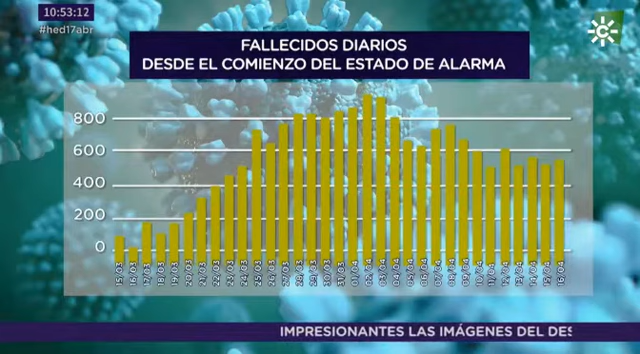 10:53:12
#hed17abr
FALLECIDOS DIARIOS
DESDE EL COMIENZO DEL ESTADO DE ALARMA
C
800
600
400
200
0
15/03 16/03 17/03 18/03 19/03 20/03 21/03 22/03 23/03 24/03 25/03 26/03 27/03 28/03 29/03 30/03 31/03 01/04 02/04 03/04 04/04 05/04 06/04 07/04 08/04 09/04 10/04 11/04 12/04 13/04 14/04 15/04 16/04
IMPRESIONANTES LAS IMÁGENES DEL DES